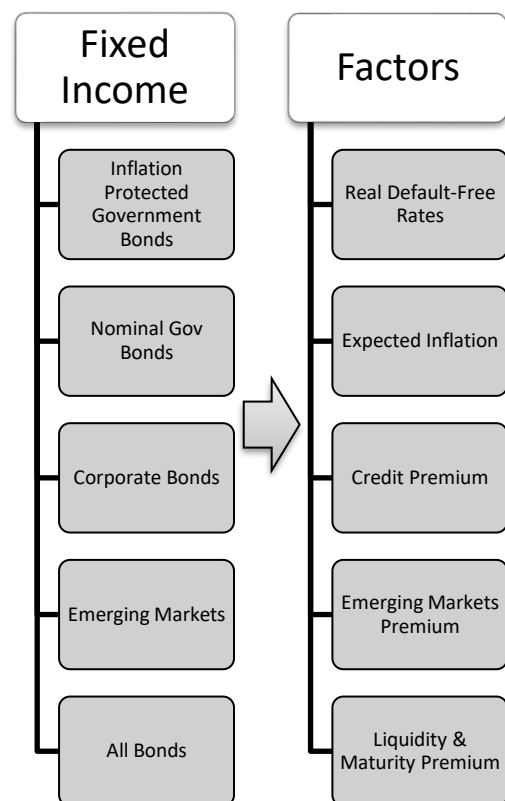 Fixed
Income
Inflation
Protected
Government
Bonds
Nominal Gov
Bonds
Corporate Bonds
Emerging Markets
All Bonds
Factors
Real Default-Free
Rates
Expected Inflation
Credit Premium
Emerging Markets
Premium
Liquidity &
Maturity Premium